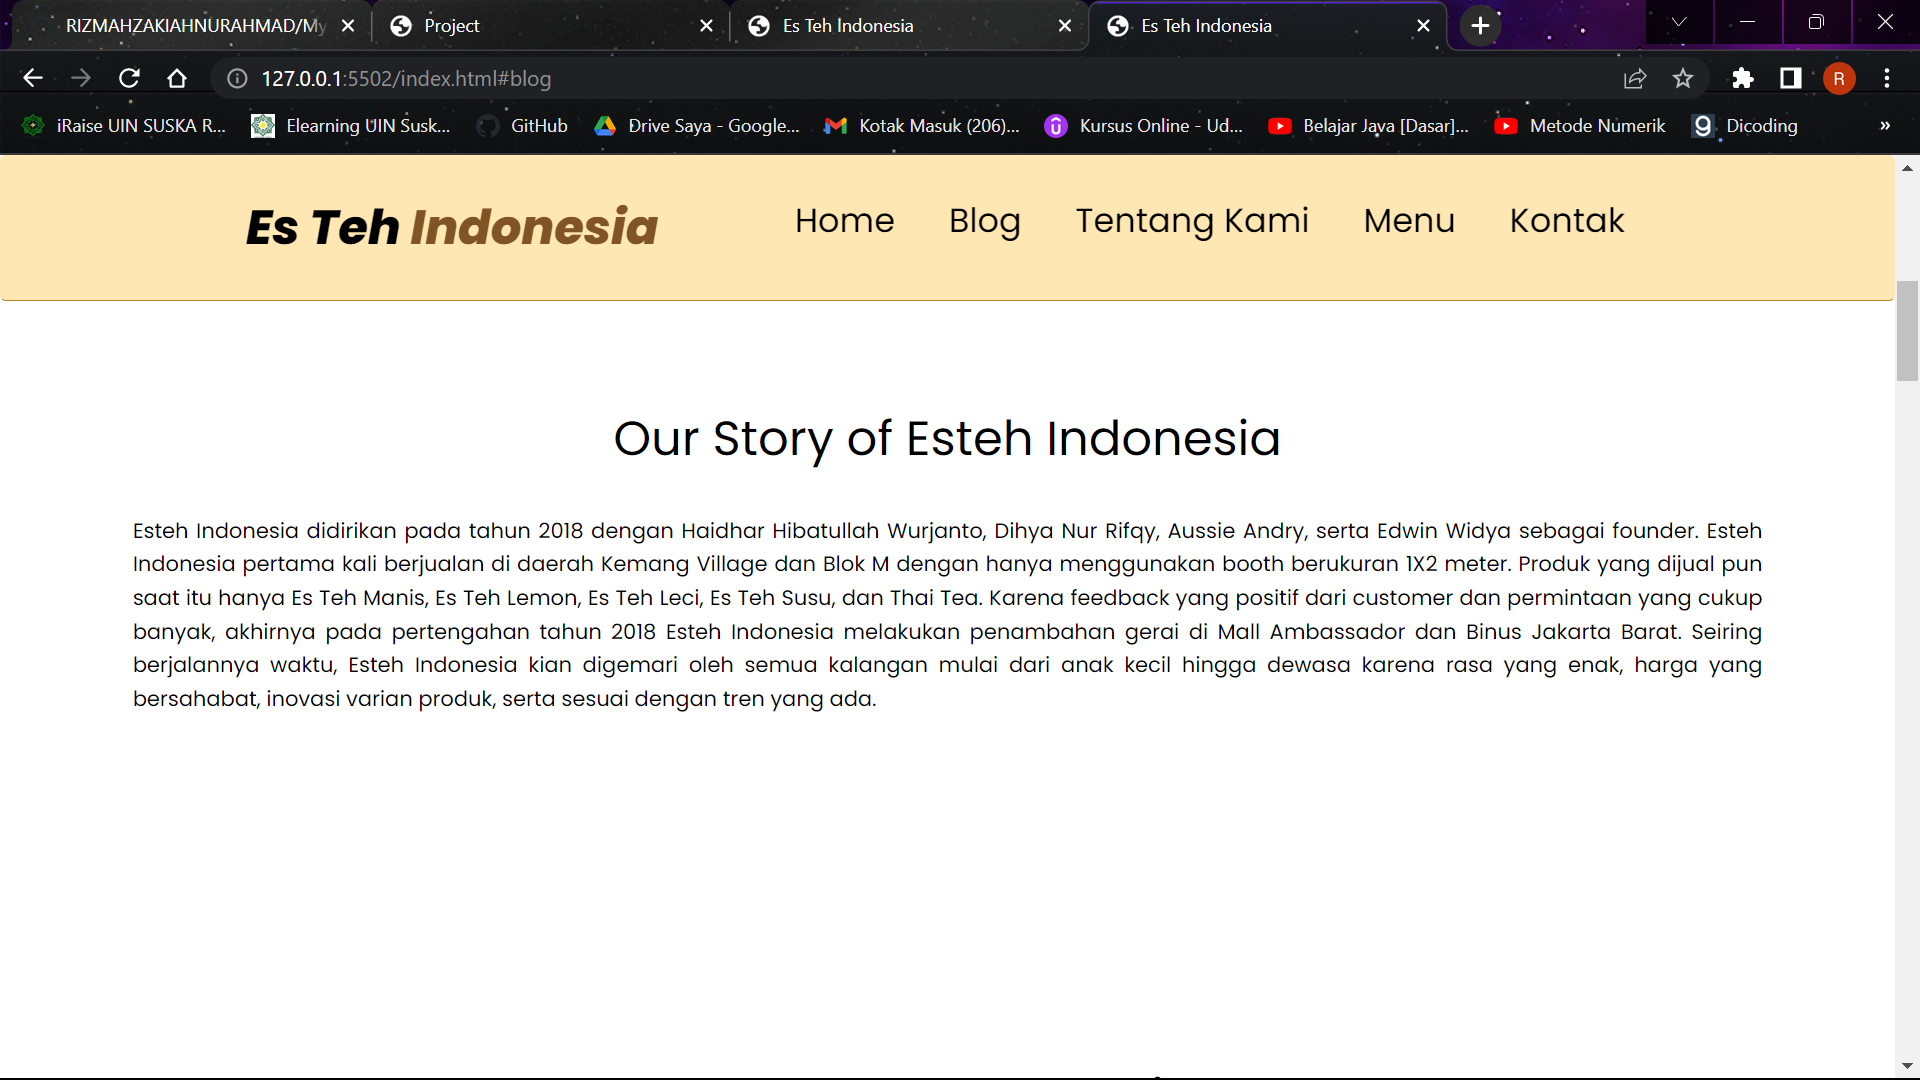 RIZMAHZAKIAHNURAHMAD/My
Project
Es Teh Indonesia
Es Teh Indonesia
127.0.0.1:5502/index.html#blog
R
iRaise UIN SUSKA R...
Elearning UIN Susk...
GitHub
Drive Saya - Google...
Kotak Masuk (206)...
Kursus Online - Ud...
Belajar Java [Dasar]...
Metode Numerik
Dicoding
»
Es Teh Indonesia
Home
Blog
Tentang Kami
Menu
Kontak
Our Story of Esteh Indonesia
Esteh Indonesia didirikan pada tahun 2018 dengan Haidhar Hibatullah Wurjanto, Dihya Nur Rifqy, Aussie Andry, serta Edwin Widya sebagai founder. Esteh
Indonesia pertama kali berjualan di daerah Kemang Village dan Blok M dengan hanya menggunakan booth berukuran 1X2 meter. Produk yang dijual pun
saat itu hanya Es Teh Manis, Es Teh Lemon, Es Teh Leci, Es Teh Susu, dan Thai Tea. Karena feedback yang positif dari customer dan permintaan yang cukup
banyak, akhirnya pada pertengahan tahun 2018 Esteh Indonesia melakukan penambahan gerai di Mall Ambassador dan Binus Jakarta Barat. Seiring
berjalannya waktu, Esteh Indonesia kian digemari oleh semua kalangan mulai dari anak kecil hingga dewasa karena rasa yang enak, harga yang
bersahabat, inovasi varian produk, serta sesuai dengan tren yang ada.